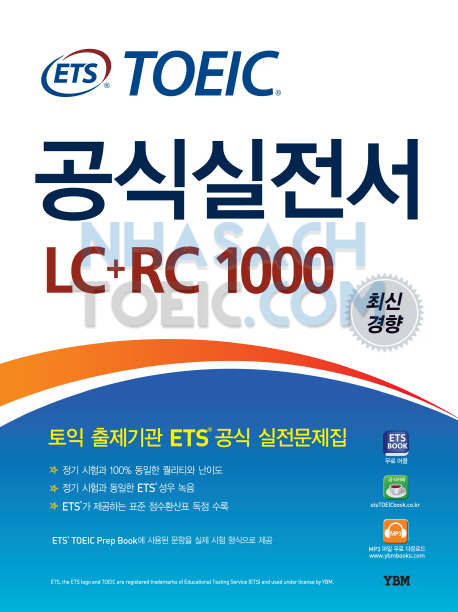 ETS® TOEIC®
공식실전서
LC+RC 1000
NHASACH
TOEIC.COM
최신
경향
토익 출제기관 ETS® 공식 실전문제집
정기 시험과 100% 동일한 퀄리티와 난이도
정기 시험과 동일한 ETS® 성우 녹음
ETS®가 제공하는 표준 점수환산표 독점 수록
ETS® TOEIC Prep Book에 사용된 문항을 실제 시험 형식으로 제공
ETS
BOOK
무료 어플
공식카페
etsTOEICbook.co.kr
MP3
MP3 파일 무료 다운로드
www.ybmbooks.com
ETS, the ETS logo and TOEIC are registered trademarks of Educational Testing Service (ETS) and used under license by YBM.
YBM